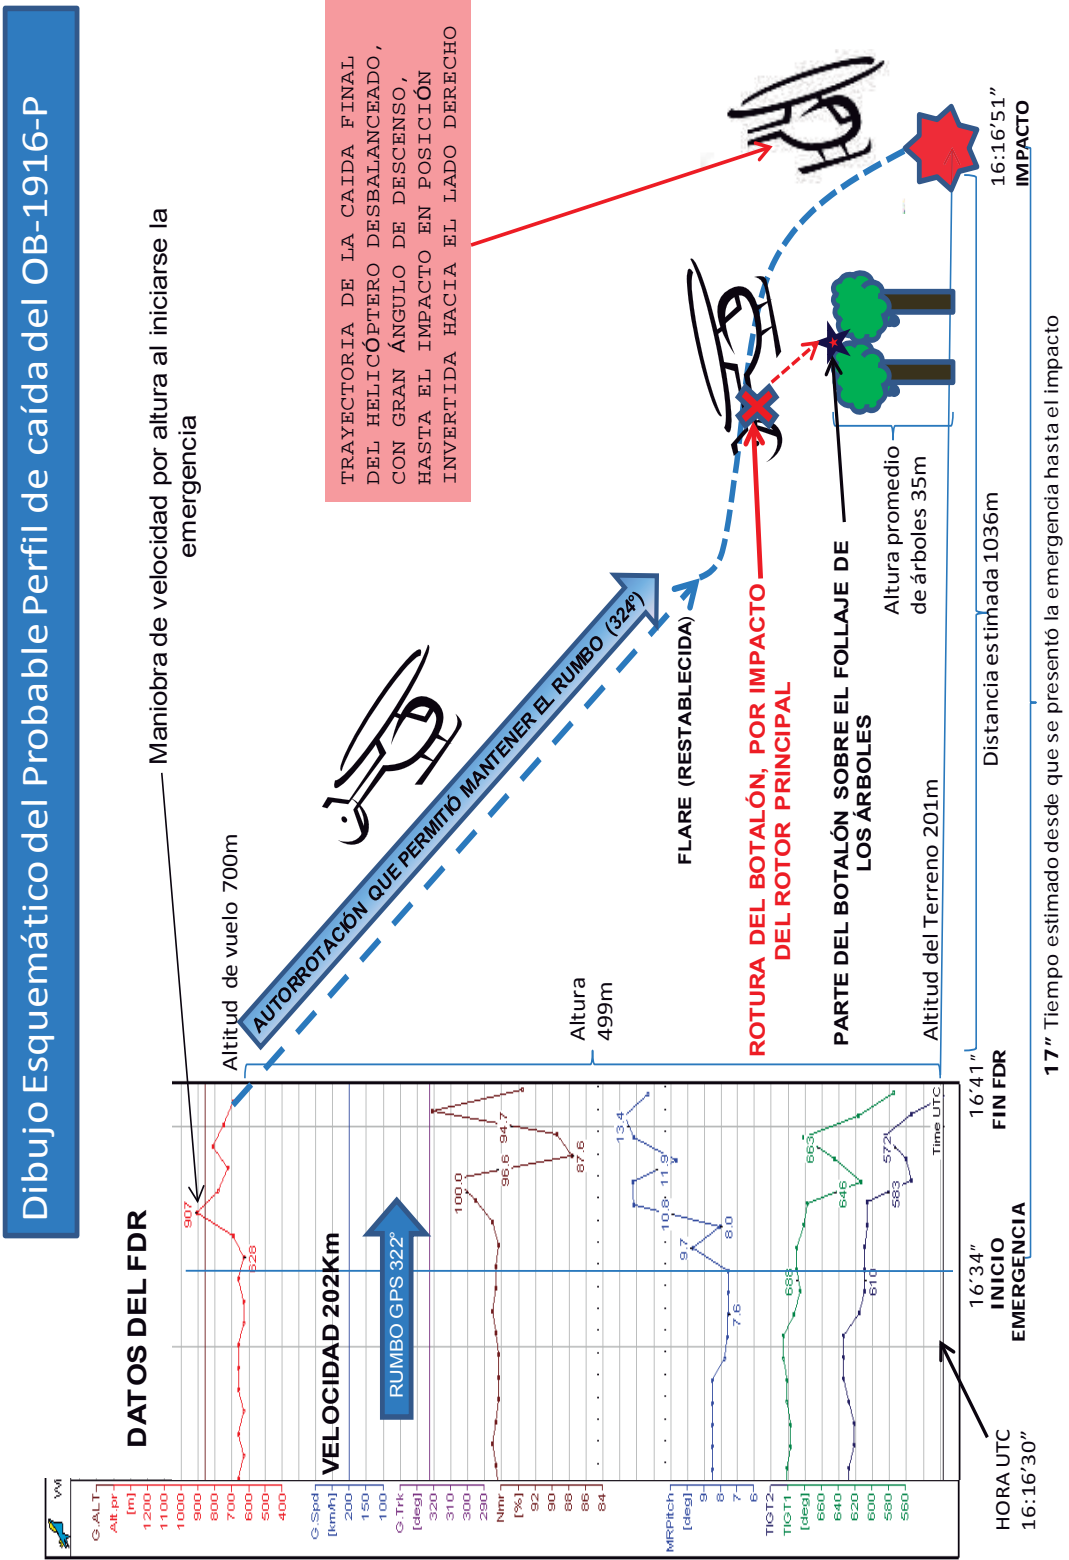 Dibujo Esquemático del Probable Perfil de caída del OB-1916-P
DATOS DEL FDR
Maniobra de velocidad por altura al iniciarse la
emergencia
TRAYECTORIA DE LA CAIDA FINAL
DEL HELICÓPTERO DESBALANCEADO,
CON GRAN ÁNGULO DE DESCENSO,
HASTA EL IMPACTO EN POSICIÓN
INVERTIDA HACIA EL LADO DERECHO
G.ALT
Alt.pr
[m]
1200
1100
1000
900
800
700
600
500
400
907
628
Altitud de vuelo 700m
AUTORROTACIÓN QUE PERMITIÓ MANTENER EL RUMBO (324º)
VELOCIDAD 202Km
G.Spd
[km/h]
200
150
100
RUMBO GPS 322º
G.Trk
[deg]
320
310
300
290
Nmr
[%]
92
90
88
86
84
100.0
96.6
94.7
87.6
Altura
499m
FLARE (RESTABLECIDA)
ROTURA DEL BOTALÓN, POR IMPACTO
DEL ROTOR PRINCIPAL
PARTE DEL BOTALÓN SOBRE EL FOLLAJE DE
LOS ÁRBOLES
Altura promedio
de árboles 35m
MRPitch
[deg]
9
8
7
6
7.6
9.7
8.0
10.8
11.9
13.4
TIGT2
TIGT1
[deg]
660
640
620
600
580
560
688
646
663
610
583
572
Time UTC
Altitud del Terreno 201m
Distancia estimada 1036m
HORA UTC
16:16'30"
16'34"
INICIO
EMERGENCIA
16'41"
FIN FDR
16:16'51"
IMPACTO
17" Tiempo estimado desde que se presentó la emergencia hasta el impacto